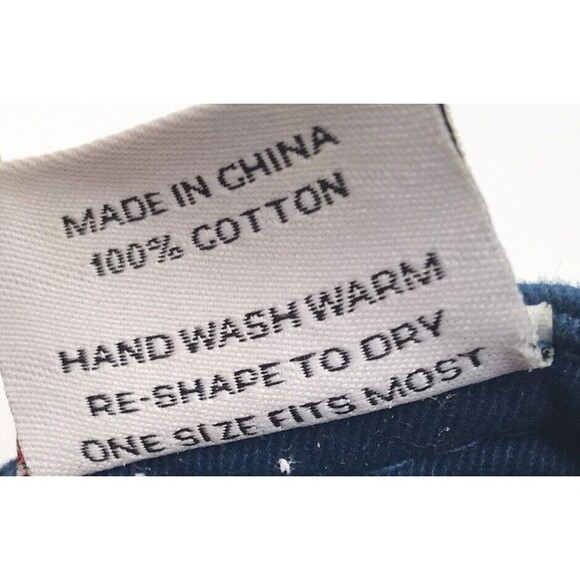 MADE IN CHINA
100% COTTON
HAND WASH WARM
RE-SHAPE TO DRY
ONE SIZE FITS MOST